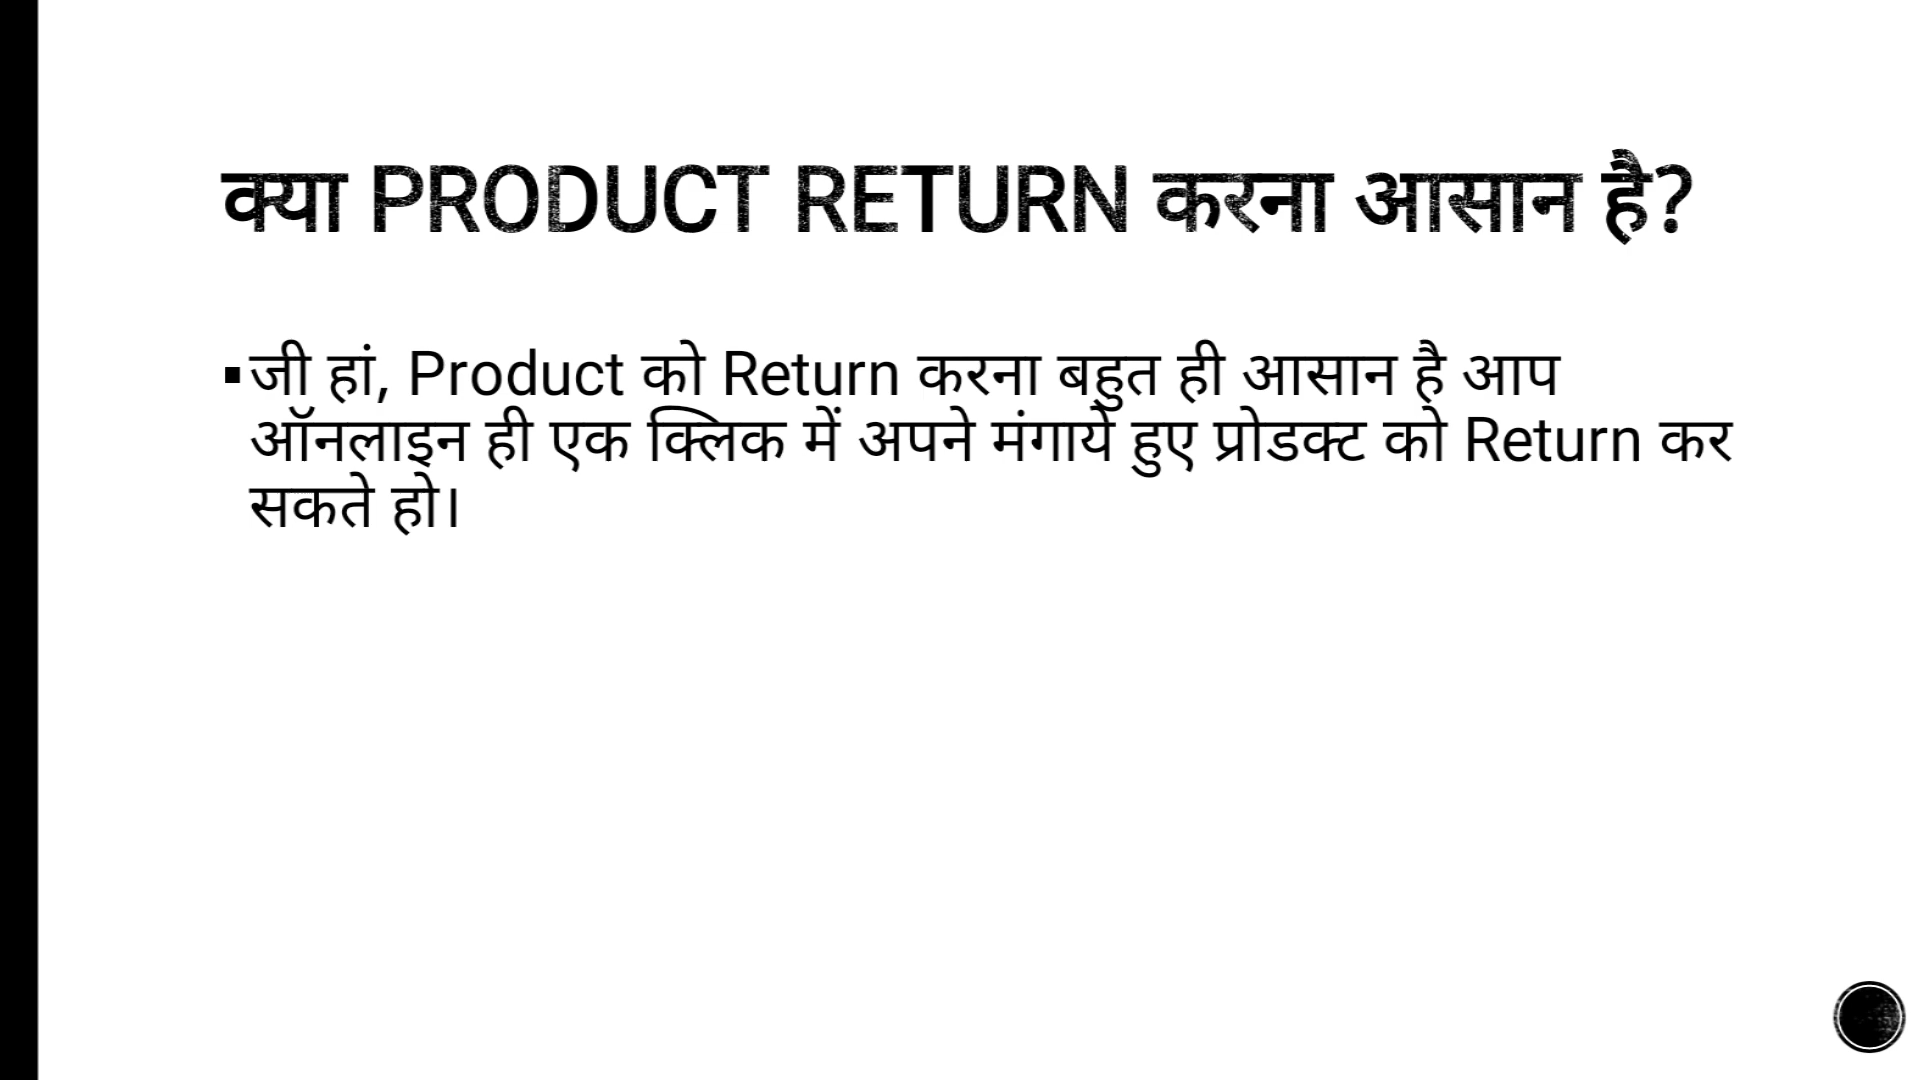 क्या PRODUCT RETURN करना आसान है?
▪जी हां, Product को Return करना बहुत ही आसान है आप
ऑनलाइन ही एक क्लिक में अपने मंगाये हुए प्रोडक्ट को Return कर
सकते हो।